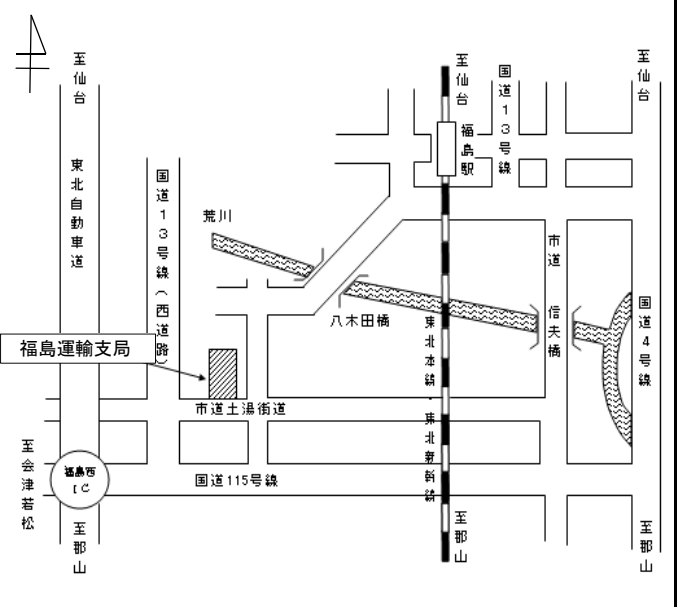 至仙台
至仙台
国道13号線
至仙台
福島駅
東北自動車道
国道13号線(西道路)
荒川
市道
信夫橋
国道4号線
八木田橋
東北本線・東北新幹線
福島運輸支局
市道土湯街道
至会津若松
福島西
IC
国道115号線
至郡山
至郡山
至郡山